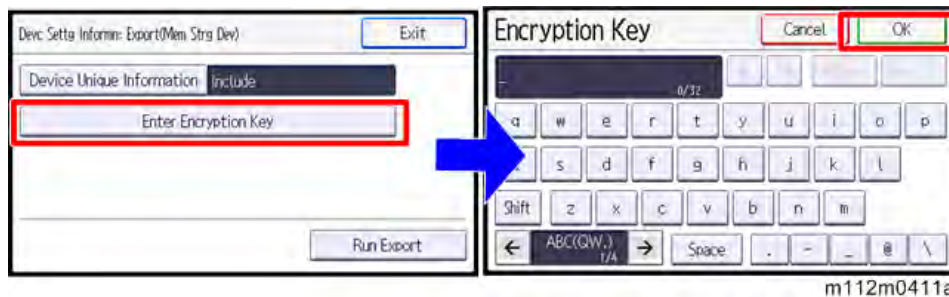 Devc Settg Informn: Export(Mem Strg Dev)
Exit
Device Unique Information Include
Enter Encryption Key
Run Export
Encryption Key
Cancel
OK
_
0/32
q w e r t y u i o p
s d f g h j k l
Shift z x c v b n m
← ABC(QW.) → Space . - _ @ \
1/4
m112m0411a